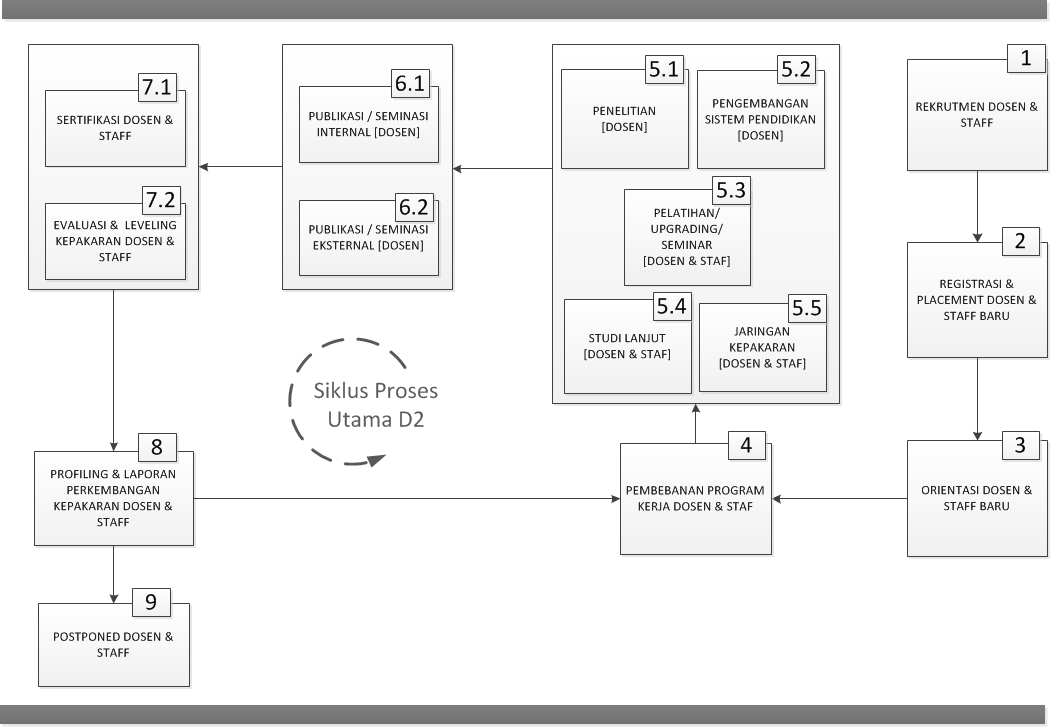 7.1
SERTIFIKASI DOSEN &
STAFF
7.2
EVALUASI & LEVELING
KEPAKARAN DOSEN &
STAFF
6.1
PUBLIKASI / SEMINASI
INTERNAL [DOSEN]
6.2
PUBLIKASI / SEMINASI
EKSTERNAL [DOSEN]
5.1
PENELITIAN
[DOSEN]
5.2
PENGEMBANGAN
SISTEM PENDIDIKAN
[DOSEN]
5.3
PELATIHAN/
UPGRADING/
SEMINAR
[DOSEN & STAF]
5.4
STUDI LANJUT
[DOSEN & STAF]
5.5
JARINGAN
KEPAKARAN
[DOSEN & STAF]
1
REKRUTMEN DOSEN &
STAFF
2
REGISTRASI &
PLACEMENT DOSEN &
STAFF BARU
3
ORIENTASI DOSEN &
STAFF BARU
4
PEMBEBANAN PROGRAM
KERJA DOSEN & STAF
Siklus Proses
Utama D2
8
PROFILING & LAPORAN
PERKEMBANGAN
KEPAKARAN DOSEN &
STAFF
9
POSTPONED DOSEN &
STAFF